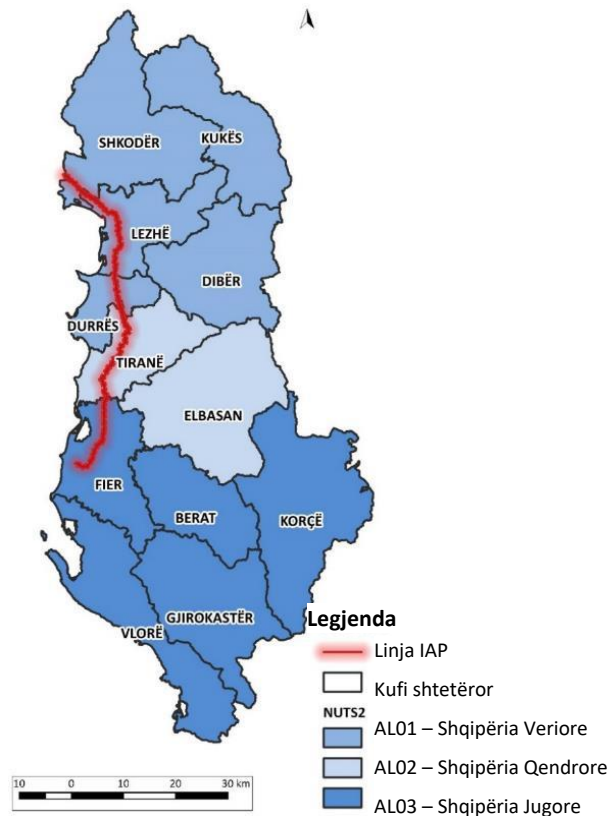 SHKODËR
KUKËS
LEZHË
DIBËR
DURRËS
TIRANË
ELBASAN
FIER
BERAT
KORÇË
GJIROKASTËR
VLORË
Legjenda
Linja IAP
Kufi shtetëror
NUTS2
AL01 – Shqipëria Veriore
AL02 – Shqipëria Qendrore
AL03 – Shqipëria Jugore
10 0 10 20 30 km